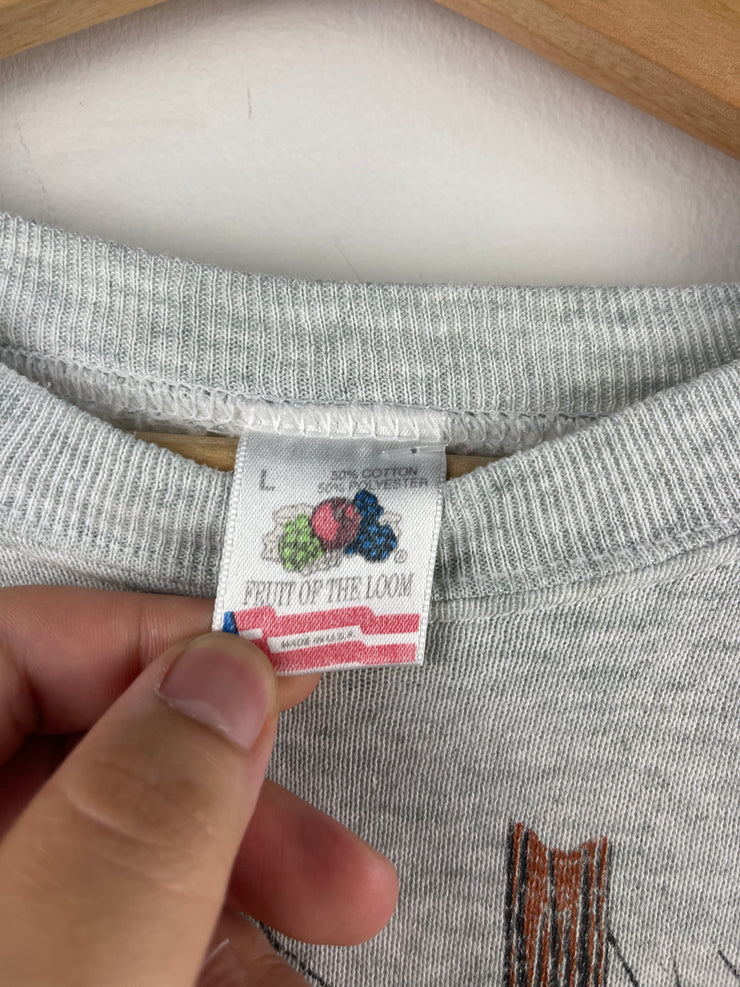 L
50% COTTON
50% POLYESTER
®
FRUIT OF THE LOOM
MADE IN U.S.A.